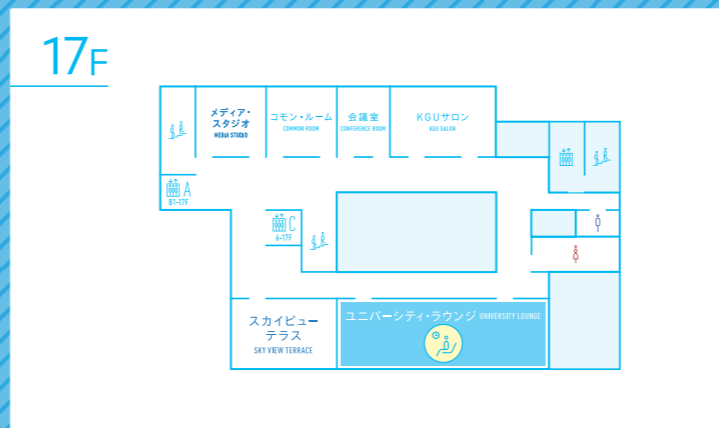 17F
メディア・
スタジオ
MEDIA STUDIO
コモン・ルーム
COMMON ROOM
会議室
CONFERENCE ROOM
KGUサロン
KGU SALON
A
B1-17F
C
6-17F
スカイビュー
テラス
SKY VIEW TERRACE
ユニバーシティ・ラウンジ UNIVERSITY LOUNGE